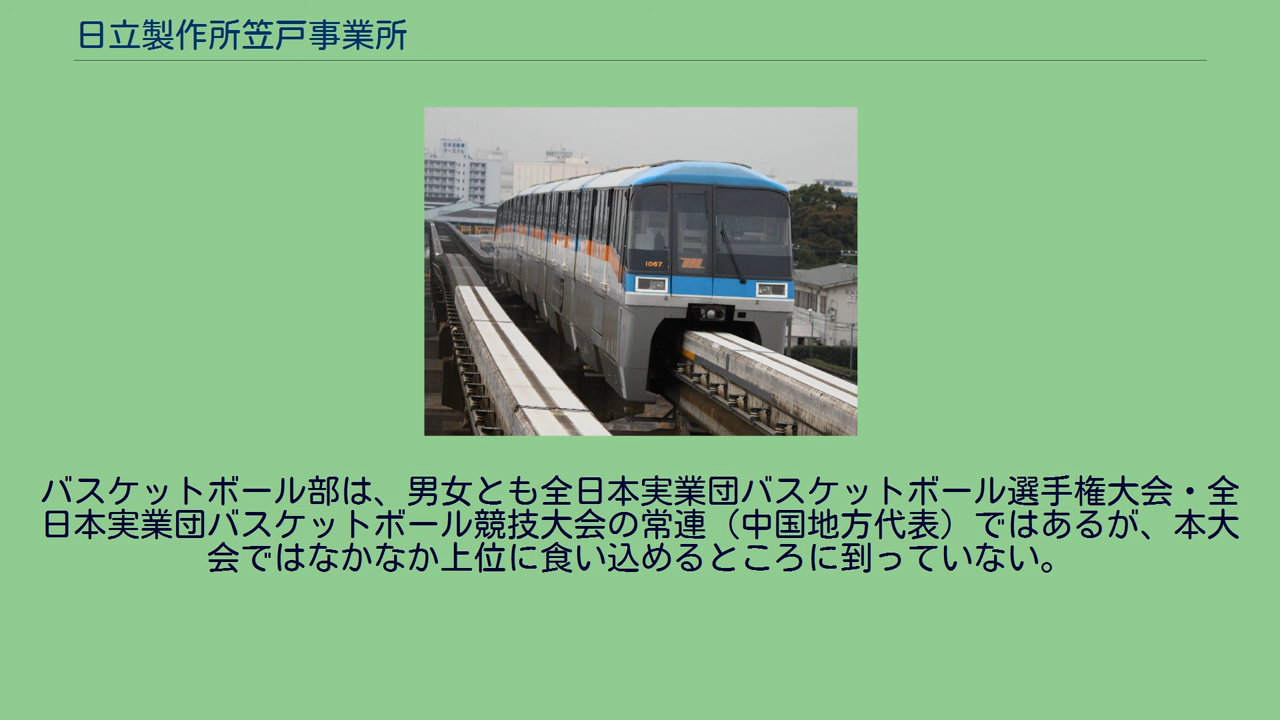 日立製作所笠戸事業所
1067
バスケットボール部は、男女とも全日本実業団バスケットボール選手権大会・全
日本実業団バスケットボール競技大会の常連（中国地方代表）ではあるが、本大
会ではなかなか上位に食い込めるところに到っていない。